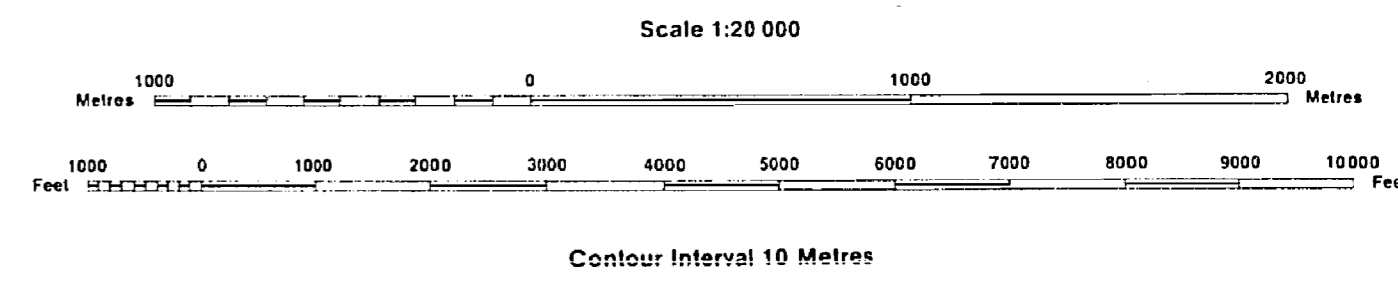 Scale 1:20 000
1000 0 1000 2000
Metres Metres
1000 0 1000 2000 3000 4000 5000 6000 7000 8000 9000 10000
Feet Fee
Contour Interval 10 Metres